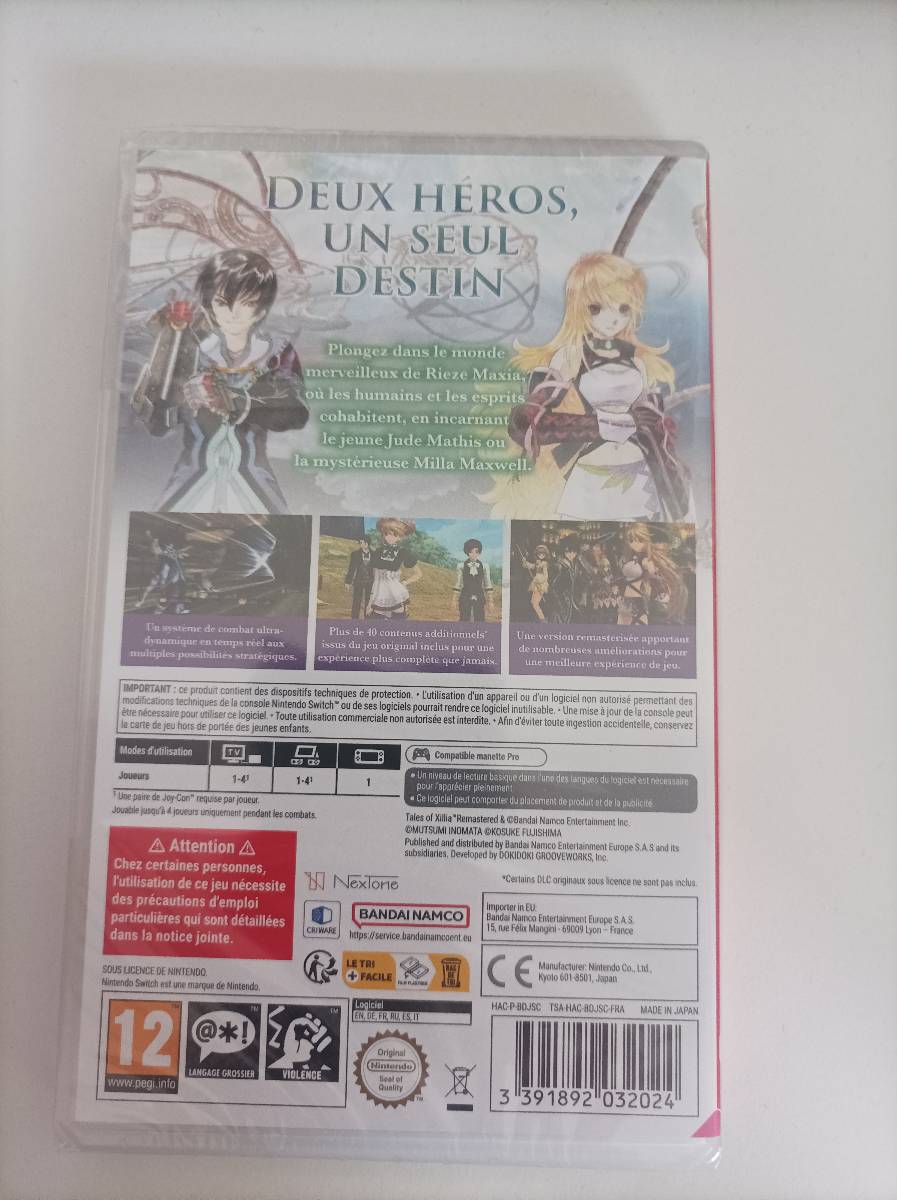 DEUX HÉROS,
UN SEUL
DESTIN
Plongez dans le monde
merveilleux de Rieze Maxia,
où les humains et les esprits
cohabitent, en incarnant
le jeune Jude Mathis ou
la mystérieuse Milla Maxwell.
Un système de combat ultra-
dynamique en temps réel aux
multiples possibilités stratégiques.
Plus de 40 contenus additionnels*
issus du jeu original inclus pour une
expérience plus complète que jamais.
Une version remasterisée apportant
de nombreuses améliorations pour
une meilleure expérience de jeu.
IMPORTANT : ce produit contient des dispositifs techniques de protection. • L'utilisation d'un appareil ou d'un logiciel non autorisé permettant des
modifications techniques de la console Nintendo Switch™ ou de ses logiciels pourrait rendre ce logiciel inutilisable. • Une mise à jour de la console peut
être nécessaire pour utiliser ce logiciel. • Toute utilisation commerciale non autorisée est interdite. • Afin d'éviter toute ingestion accidentelle, conservez
la carte de jeu hors de portée des jeunes enfants.
Modes d'utilisation
TV
Joueurs
1-4¹
1-4¹
1
¹ Une paire de Joy-Con™ requise par joueur.
Jouable jusqu'à 4 joueurs uniquement pendant les combats.
Compatible manette Pro
• Un niveau de lecture basique dans l'une des langues du logiciel est nécessaire
pour l'apprécier pleinement.
• Ce logiciel peut comporter du placement de produit et de la publicité.
Tales of Xillia™Remastered & ©Bandai Namco Entertainment Inc.
©MUTSUMI INOMATA ©KOSUKE FUJISHIMA
Published and distributed by Bandai Namco Entertainment Europe S.A.S and its
subsidiaries. Developed by DOKIDOKI GROOVEWORKS, Inc.
*Certains DLC originaux sous licence ne sont pas inclus.
Attention
Chez certaines personnes,
l'utilisation de ce jeu nécessite
des précautions d'emploi
particulières qui sont détaillées
dans la notice jointe.
NexTone
CRIWARE
BANDAI NAMCO
https://service.bandainamcoent.eu
Importer in EU:
Bandai Namco Entertainment Europe S.A.S.
15, rue Félix Mangini - 69009 Lyon – France
FR
LE TRI
+ FACILE
FILM PLASTIQUE
BAC
DE TRI
CE
Manufacturer: Nintendo Co., Ltd.,
Kyoto 601-8501, Japan
SOUS LICENCE DE NINTENDO.
Nintendo Switch est une marque de Nintendo.
12
www.pegi.info
@*!
LANGAGE GROSSIER
VIOLENCE
Logiciel
EN, DE, FR, RU, ES, IT
Original
Nintendo
Seal of
Quality
HAC-P-BDJSC TSA-HAC-BDJSC-FRA MADE IN JAPAN
3 391892 032024